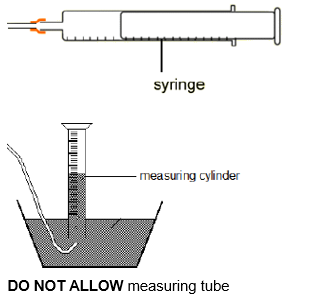 syringe
measuring cylinder
DO NOT ALLOW measuring tube